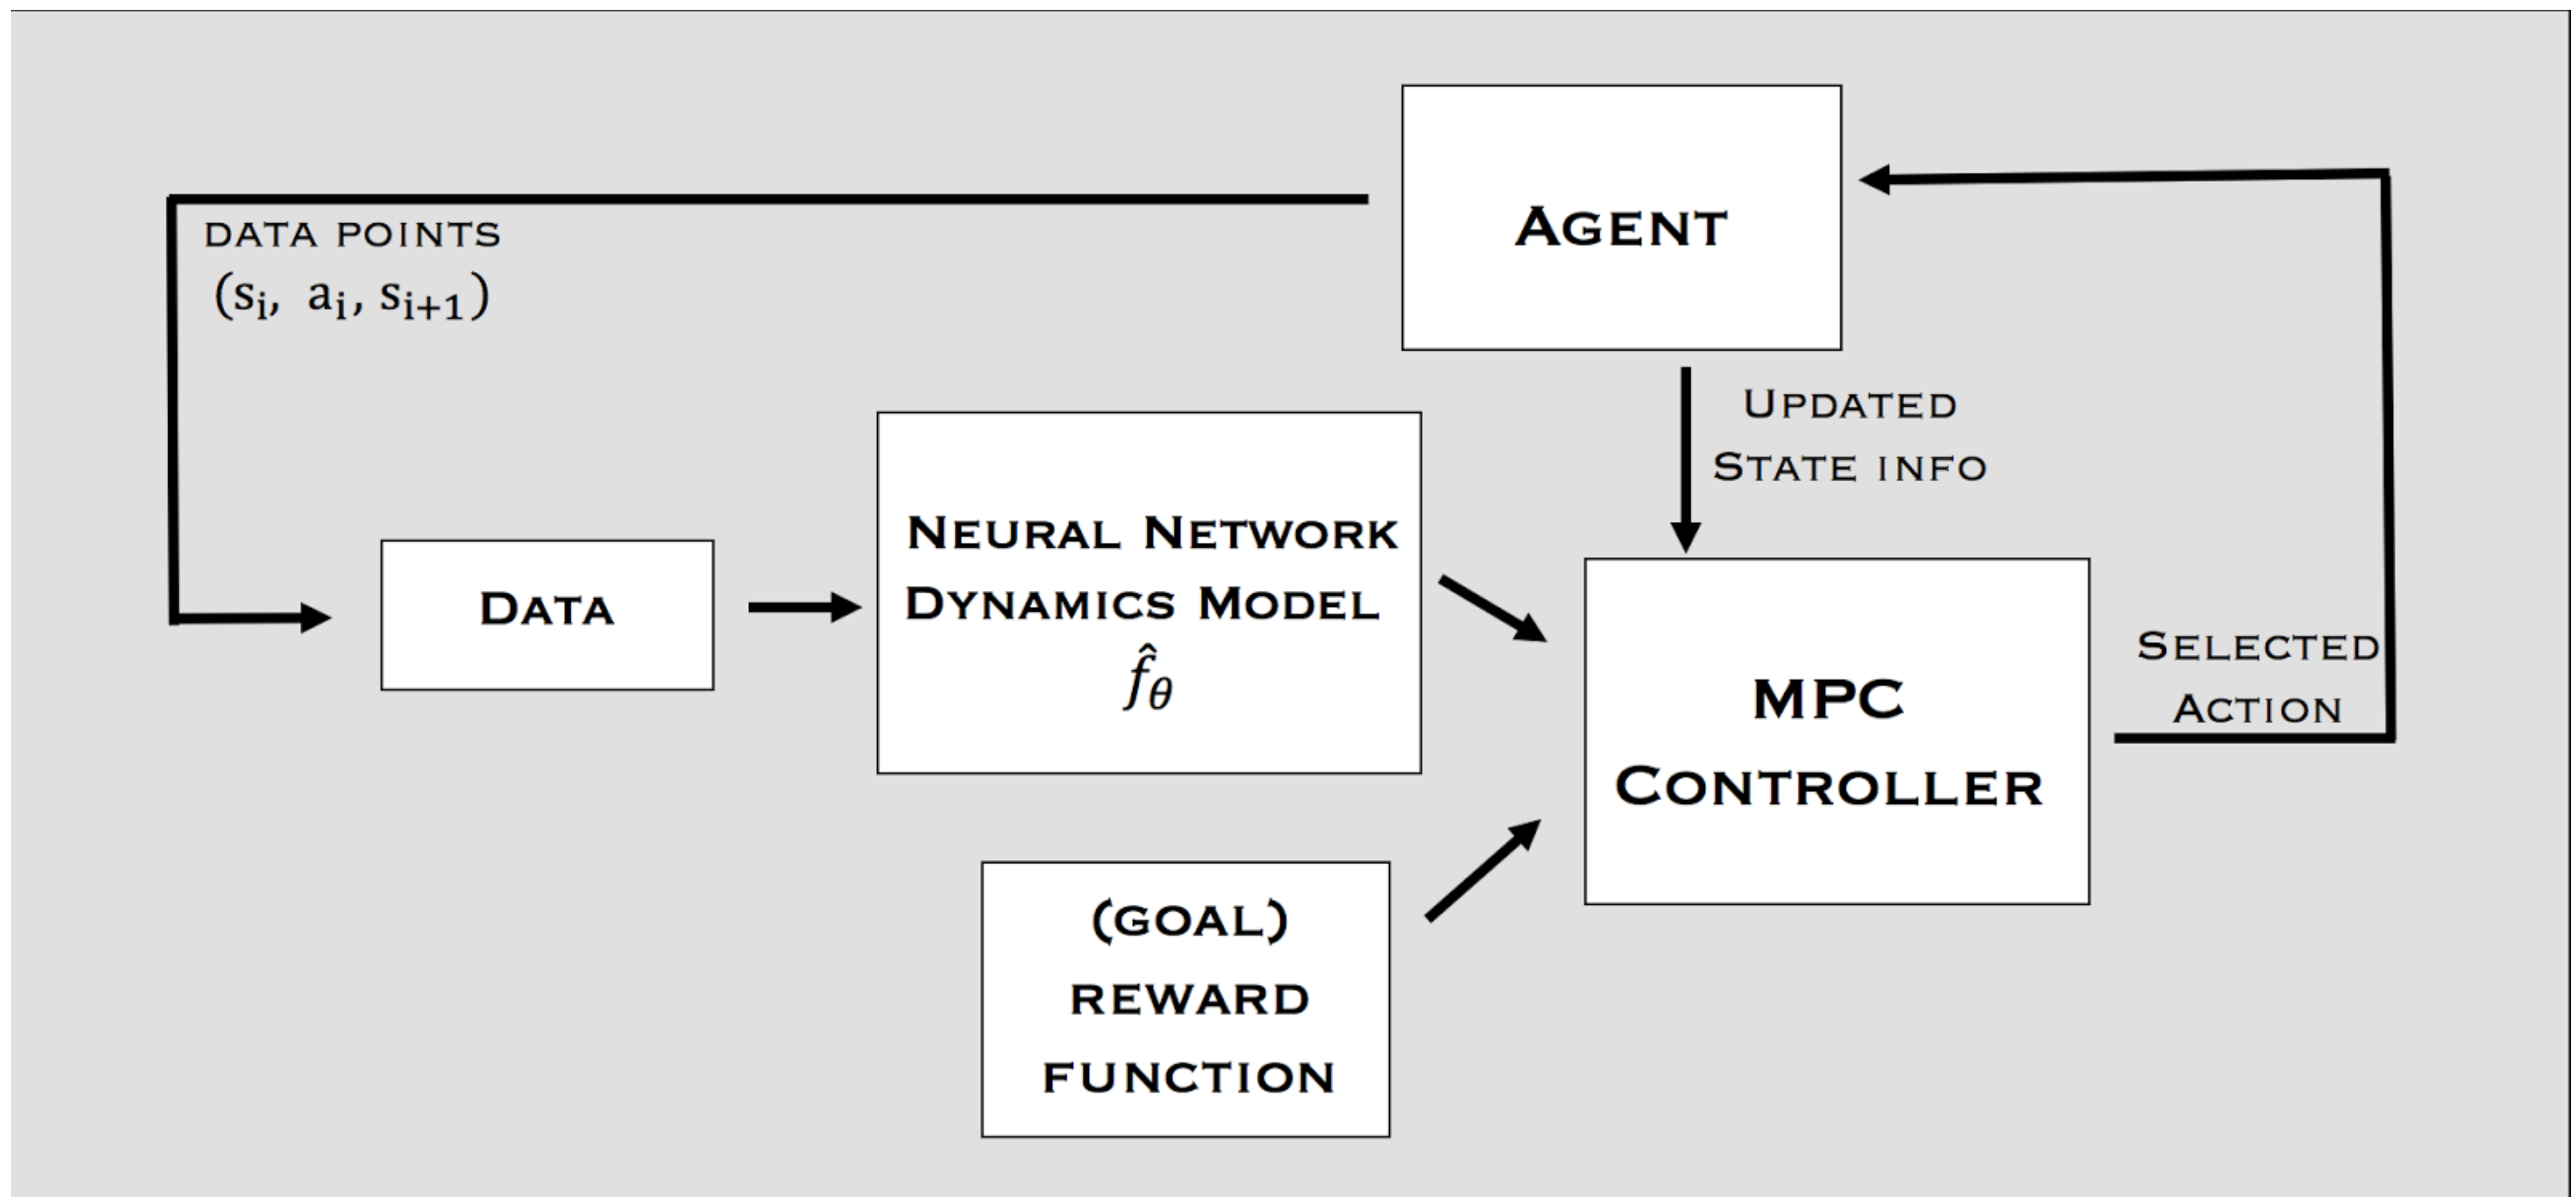 AGENT
DATA POINTS
(sᵢ, aᵢ, sᵢ₊₁)
UPDATED
STATE INFO
NEURAL NETWORK
DYNAMICS MODEL
f̂_θ
DATA
MPC
CONTROLLER
SELECTED
ACTION
(GOAL)
REWARD
FUNCTION